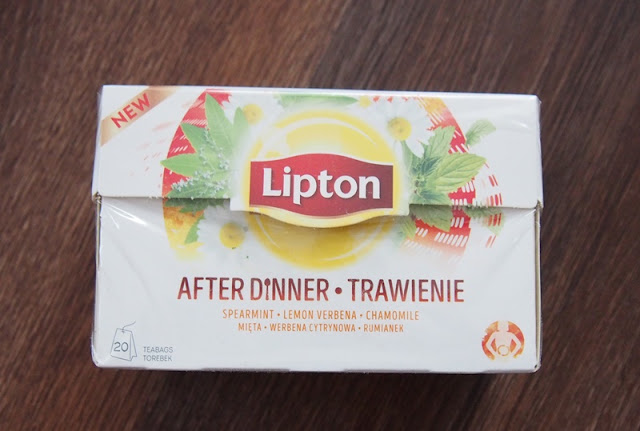 NEW
Lipton
AFTER DINNER • TRAWIENIE
SPEARMINT • LEMON VERBENA • CHAMOMILE
MIĘTA • WERBENA CYTRYNOWA • RUMIANEK
20 TEABAGS
TOREBEK